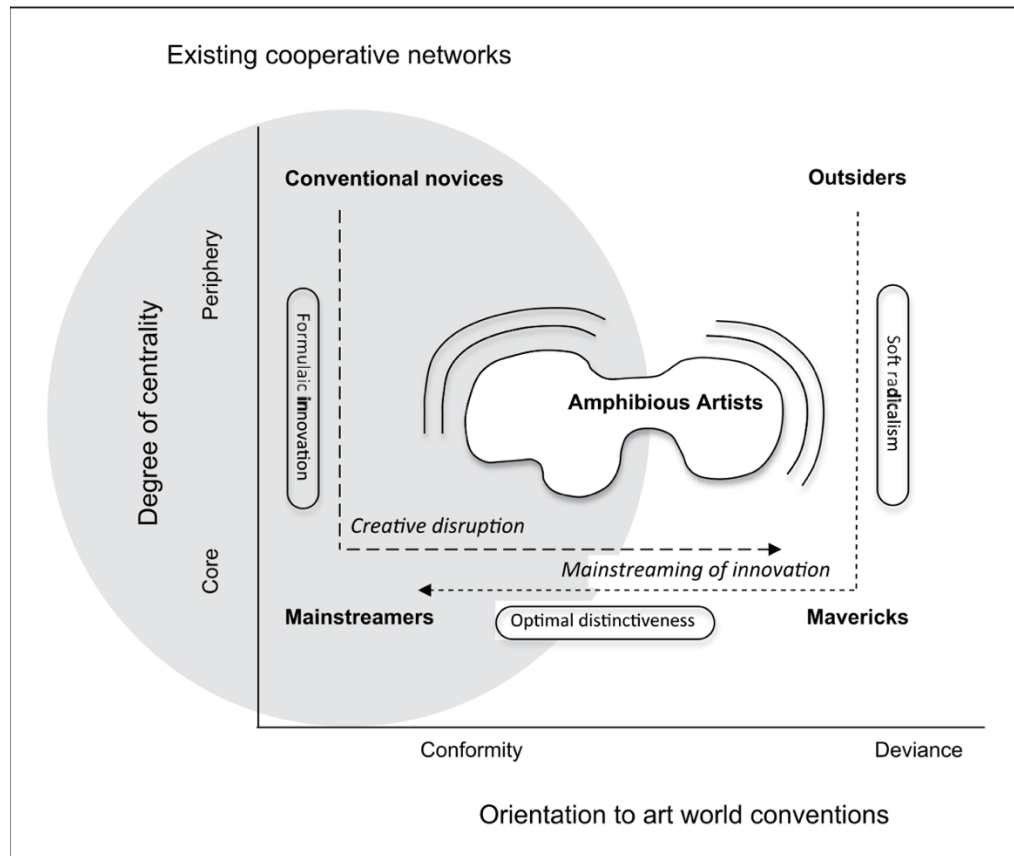 Existing cooperative networks
Conventional novices
Outsiders
Periphery
Degree of centrality
Formulaic innovation
Amphibious Artists
Soft radicalism
Creative disruption
Core
Mainstreaming of innovation
Mainstreamers
Optimal distinctiveness
Mavericks
Conformity
Deviance
Orientation to art world conventions